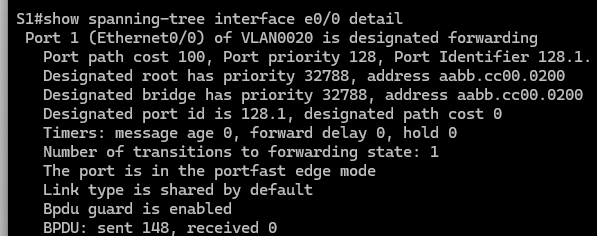 S1#show spanning-tree interface e0/0 detail
Port 1 (Ethernet0/0) of VLAN0020 is designated forwarding
Port path cost 100, Port priority 128, Port Identifier 128.1.
Designated root has priority 32788, address aabb.cc00.0200
Designated bridge has priority 32788, address aabb.cc00.0200
Designated port id is 128.1, designated path cost 0
Timers: message age 0, forward delay 0, hold 0
Number of transitions to forwarding state: 1
The port is in the portfast edge mode
Link type is shared by default
Bpdu guard is enabled
BPDU: sent 148, received 0